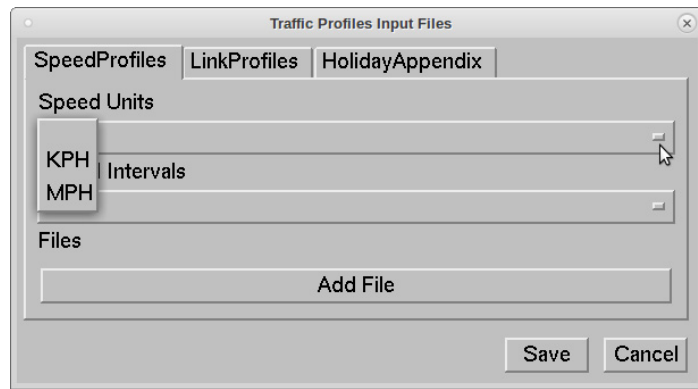 Traffic Profiles Input Files
SpeedProfiles LinkProfiles HolidayAppendix
Speed Units
KPH
Intervals
MPH
Files
Add File
Save Cancel